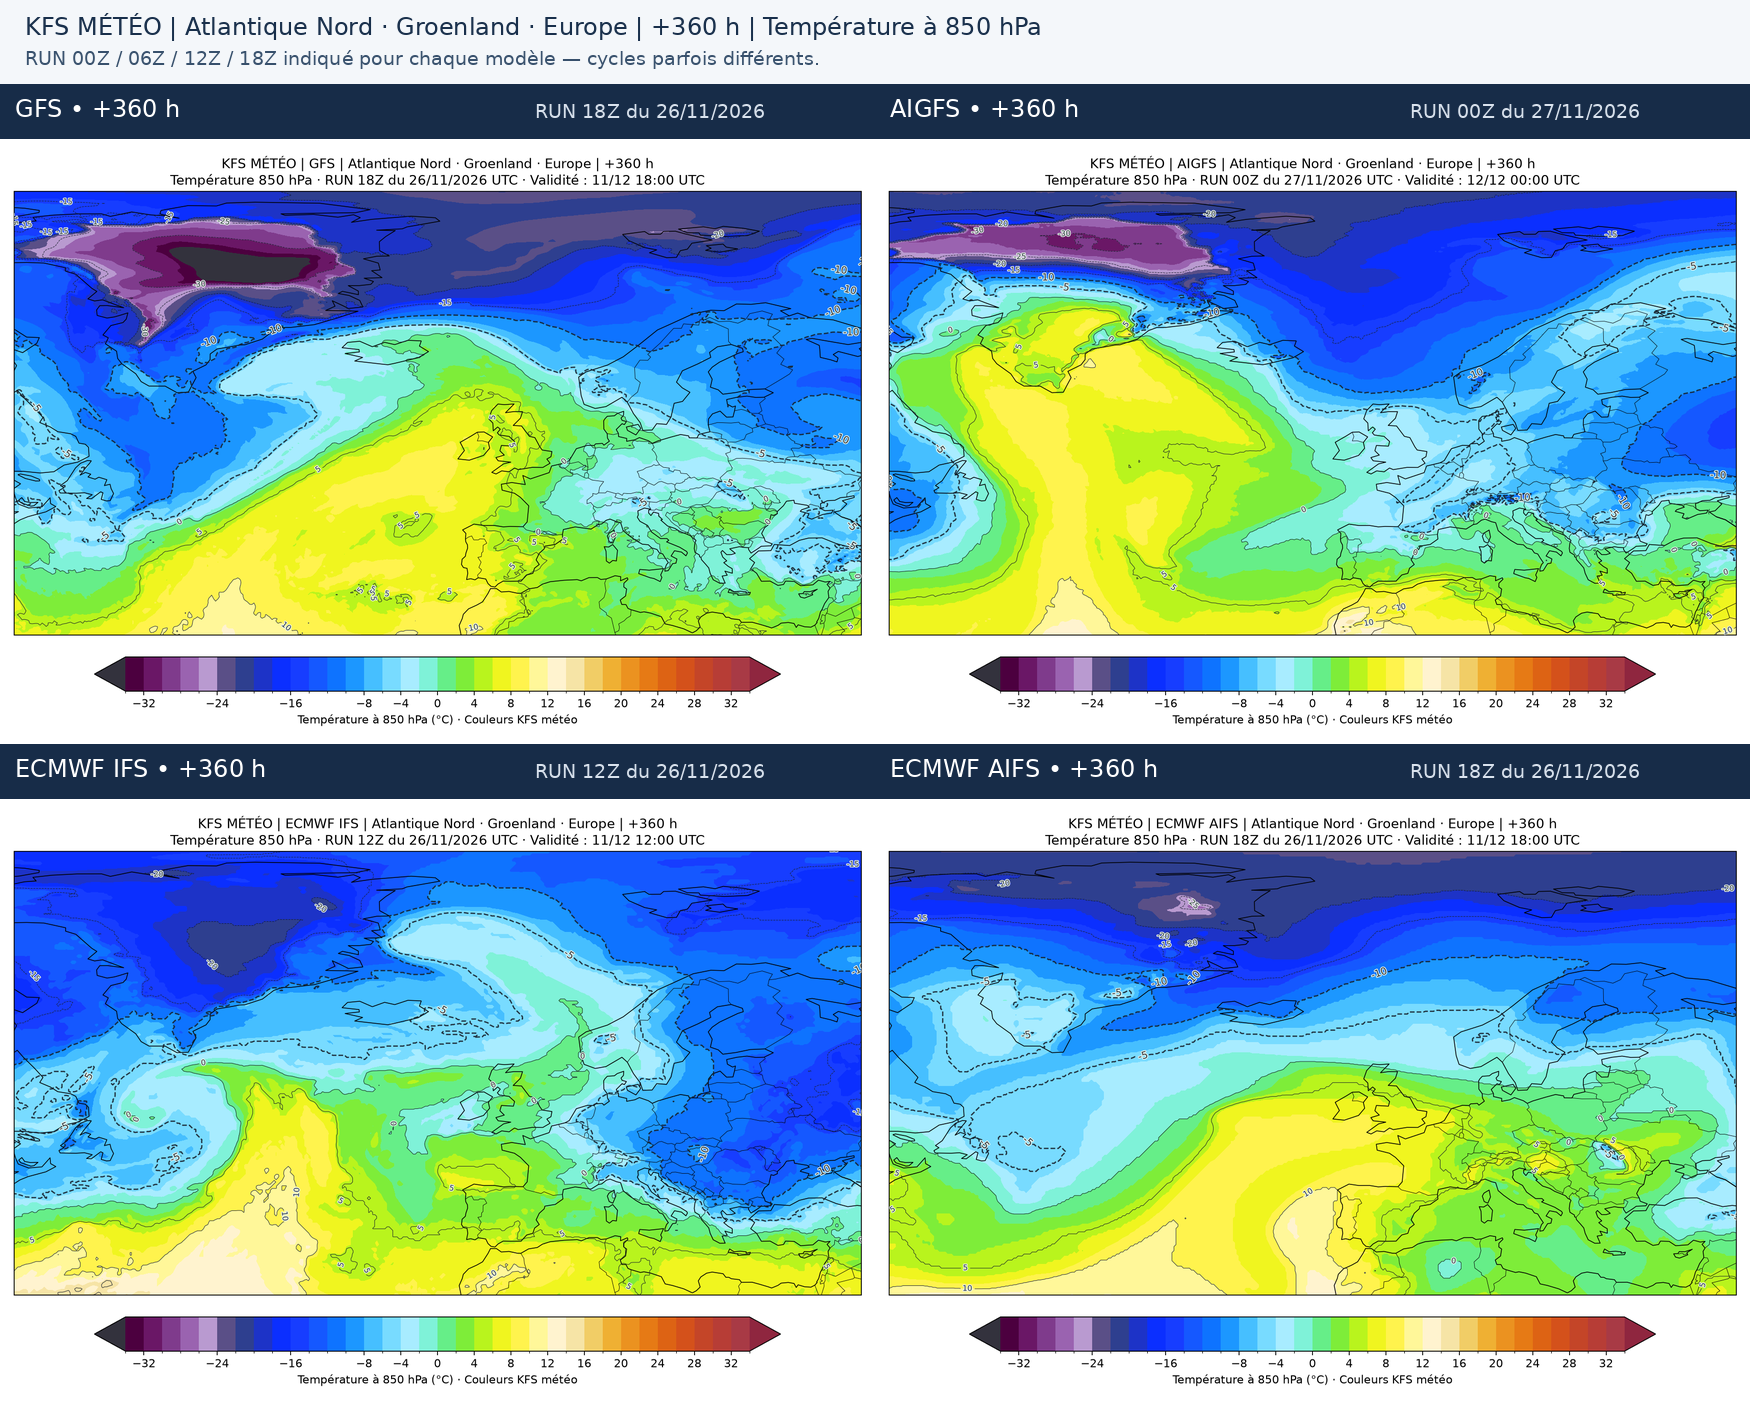 KFS MÉTÉO | Atlantique Nord · Groenland · Europe | +360 h | Température à 850 hPa
RUN 00Z / 06Z / 12Z / 18Z indiqué pour chaque modèle — cycles parfois différents.
GFS • +360 h
RUN 18Z du 26/11/2026
AIGFS • +360 h
RUN 00Z du 27/11/2026
KFS MÉTÉO | GFS | Atlantique Nord · Groenland · Europe | +360 h
Température 850 hPa · RUN 18Z du 26/11/2026 UTC · Validité : 11/12 18:00 UTC
KFS MÉTÉO | AIGFS | Atlantique Nord · Groenland · Europe | +360 h
Température 850 hPa · RUN 00Z du 27/11/2026 UTC · Validité : 12/12 00:00 UTC
−32 −24 −16 −8 −4 0 4 8 12 16 20 24 28 32
Température à 850 hPa (°C) · Couleurs KFS météo
−32 −24 −16 −8 −4 0 4 8 12 16 20 24 28 32
Température à 850 hPa (°C) · Couleurs KFS météo
ECMWF IFS • +360 h
RUN 12Z du 26/11/2026
ECMWF AIFS • +360 h
RUN 18Z du 26/11/2026
KFS MÉTÉO | ECMWF IFS | Atlantique Nord · Groenland · Europe | +360 h
Température 850 hPa · RUN 12Z du 26/11/2026 UTC · Validité : 11/12 12:00 UTC
KFS MÉTÉO | ECMWF AIFS | Atlantique Nord · Groenland · Europe | +360 h
Température 850 hPa · RUN 18Z du 26/11/2026 UTC · Validité : 11/12 18:00 UTC
−32 −24 −16 −8 −4 0 4 8 12 16 20 24 28 32
Température à 850 hPa (°C) · Couleurs KFS météo
−32 −24 −16 −8 −4 0 4 8 12 16 20 24 28 32
Température à 850 hPa (°C) · Couleurs KFS météo